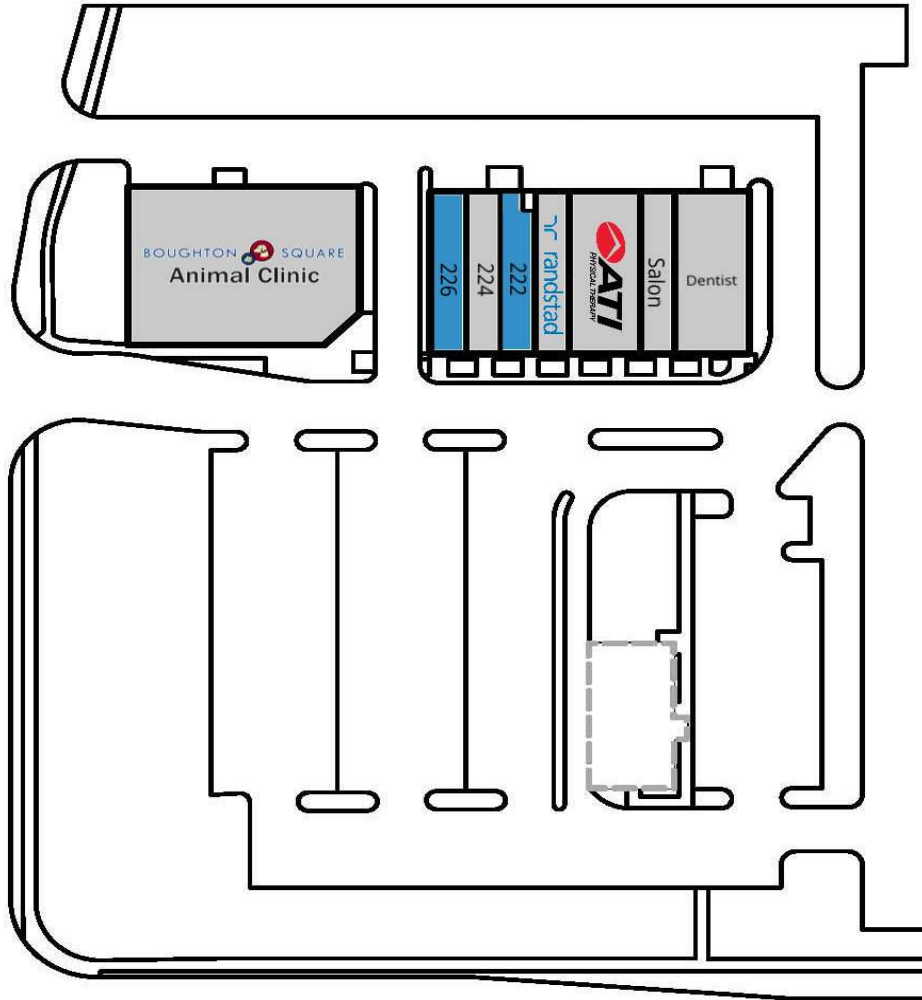 BOUGHTON SQUARE
Animal Clinic
226
224
222
randstad
ATI
PHYSICAL THERAPY
Salon
Dentist